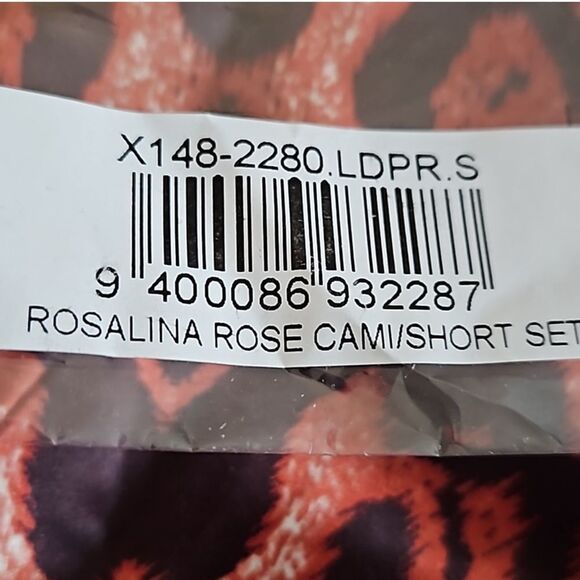 X148-2280.LDPR.S
9 400086 932287
ROSALINA ROSE CAMI/SHORT SET